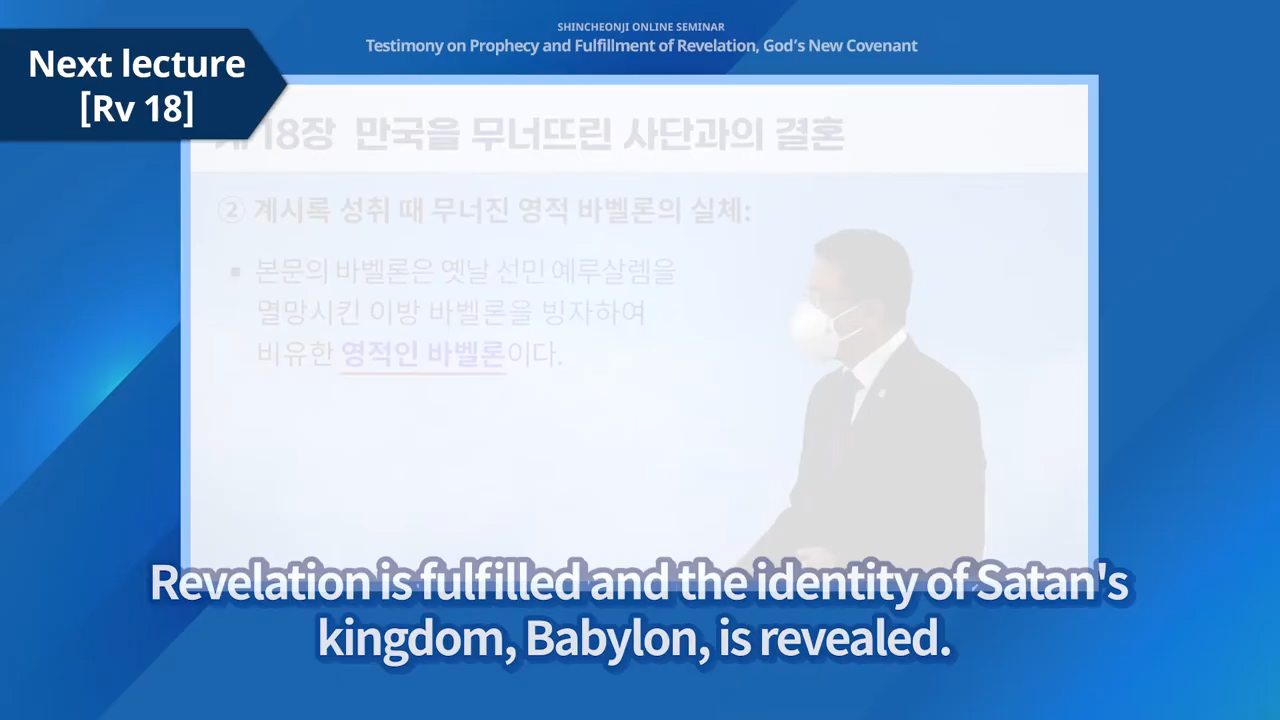 SHINCHEONJI ONLINE SEMINAR
Testimony on Prophecy and Fulfillment of Revelation, God's New Covenant
Next lecture
[Rv 18]
제18장 만국을 무너뜨린 사단과의 결혼
② 계시록 성취 때 무너진 영적 바벨론의 실체:
▪ 본문의 바벨론은 옛날 선민 예루살렘을
멸망시킨 이방 바벨론을 빙자하여
비유한 영적인 바벨론이다.
Revelation is fulfilled and the identity of Satan's
kingdom, Babylon, is revealed.